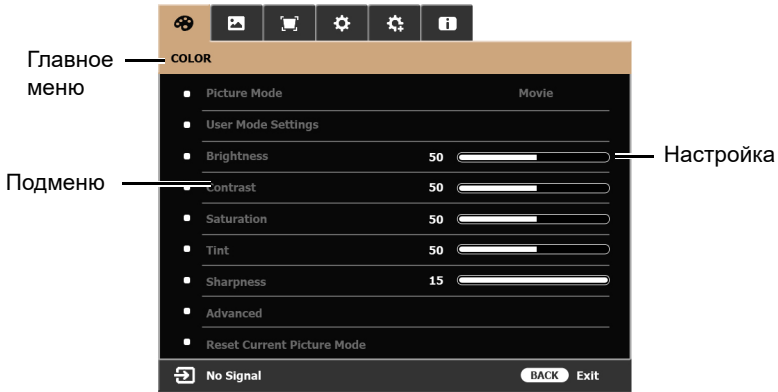 COLOR
Главное
меню
Picture Mode Movie
User Mode Settings
Brightness 50
Настройка
Подменю
Contrast 50
Saturation 50
Tint 50
Sharpness 15
Advanced
Reset Current Picture Mode
No Signal BACK Exit